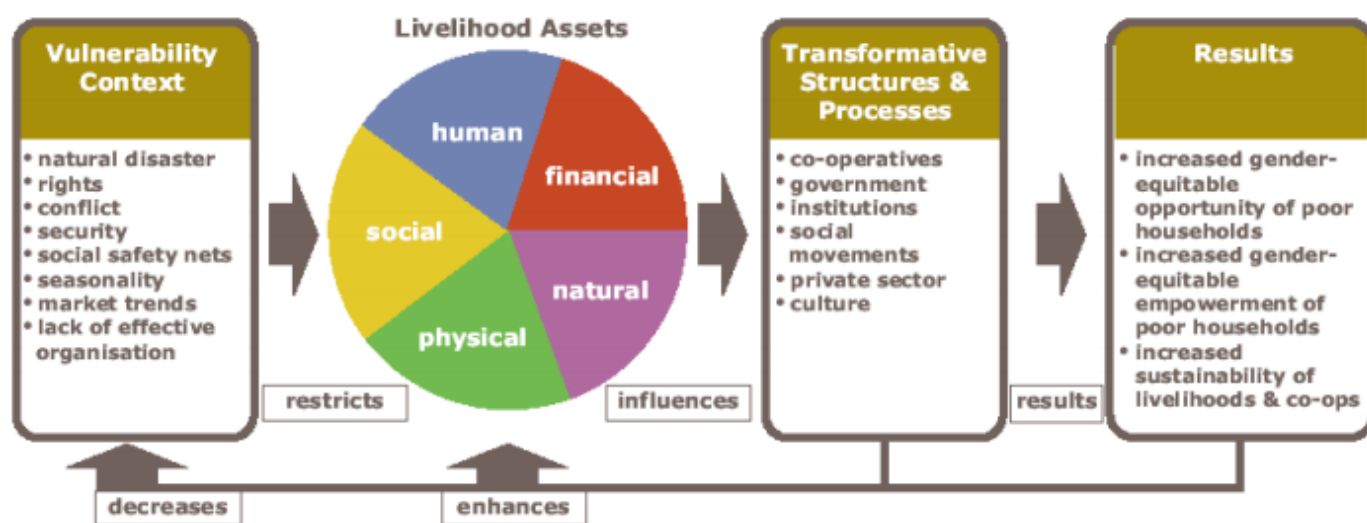 Vulnerability
Context
• natural disaster
• rights
• conflict
• security
• social safety nets
• seasonality
• market trends
• lack of effective
organisation
restricts
Livelihood Assets
human
financial
social
natural
physical
influences
Transformative
Structures &
Processes
• co-operatives
• government
• institutions
• social
movements
• private sector
• culture
results
Results
• increased gender-
equitable
opportunity of poor
households
• increased gender-
equitable
empowerment of
poor households
• increased
sustainability of
livelihoods & co-ops
decreases
enhances